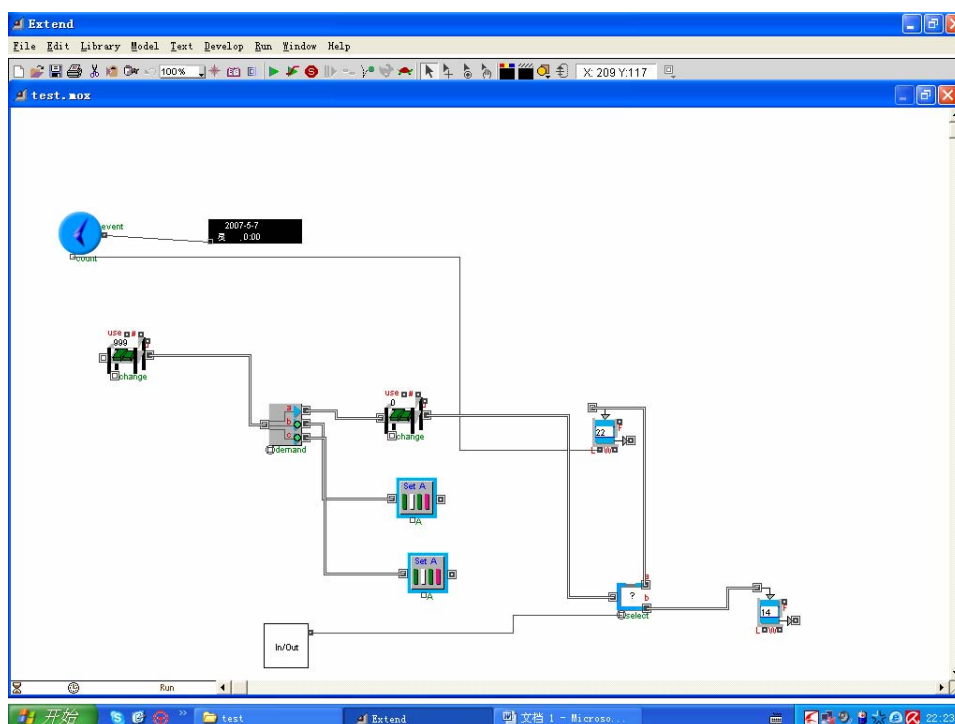 Extend
File Edit Library Model Text Develop Run Window Help
100%
X: 209 Y:117
test.mox
event
2007-5-7
0:00
count
use #
999
change
a
b
c
demand
use #
0
change
Set A
A
Set A
A
22
F
L W
a
?
b
select
14
F
L W
In/Out
Run
开始
test
Extend
文档 1 - Microso...
22:23